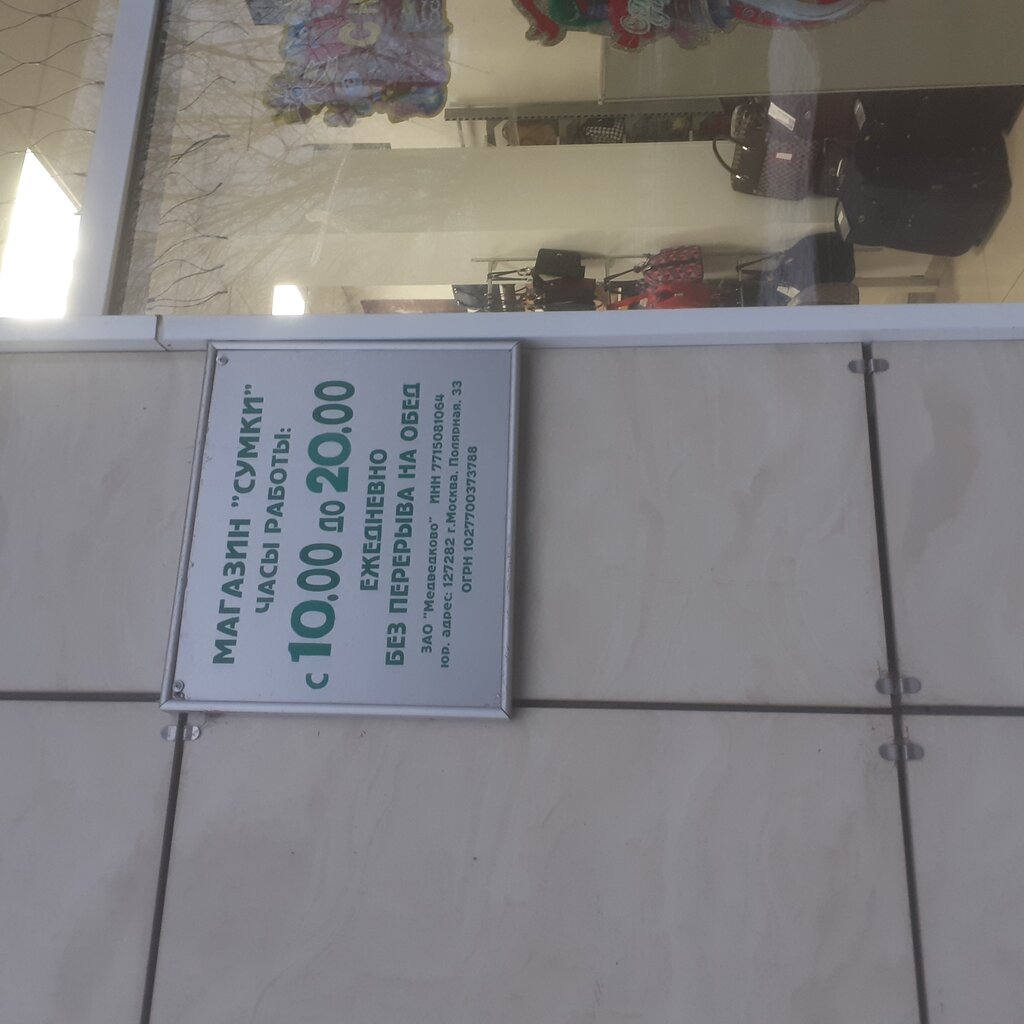 МАГАЗИН "СУМКИ"
ЧАСЫ РАБОТЫ:
С 10.00 ДО 20.00
ЕЖЕДНЕВНО
БЕЗ ПЕРЕРЫВА НА ОБЕД
ЗАО "Медведково" ИНН 7715081064
юр. адрес: 127282 г.Москва, Полярная, 33
ОГРН 1027700373788